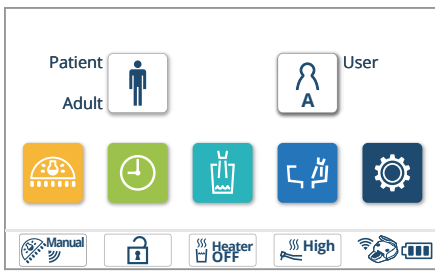 Patient
User
Adult
A
Manual
Heater
OFF
High